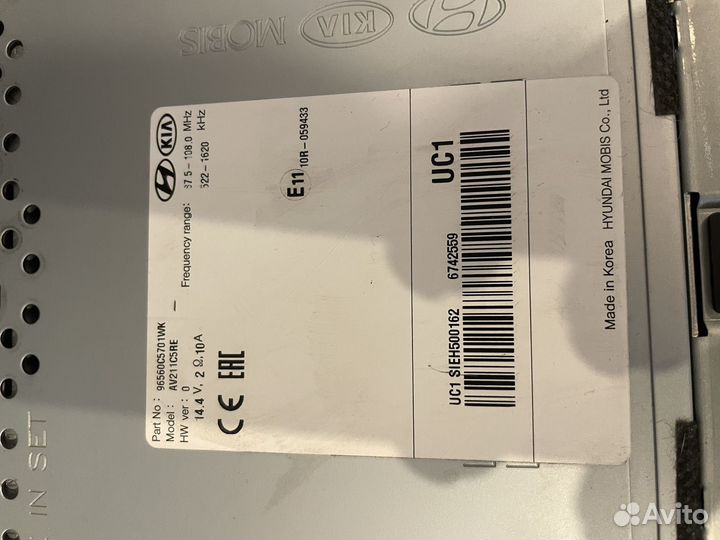 MOBIS KIA
KIA
Part No : 96560C5701WK
Model : AV211C5RE
HW ver : 0
14.4 V, 2 Ω, 10A
CE EAC
Frequency range: 87.5-108.0 MHz
522-1620 kHz
E11 10R-059433
UC1
UC1 SIEH500162 6742559
Made in Korea HYUNDAI MOBIS Co., Ltd
IN SET
Avito